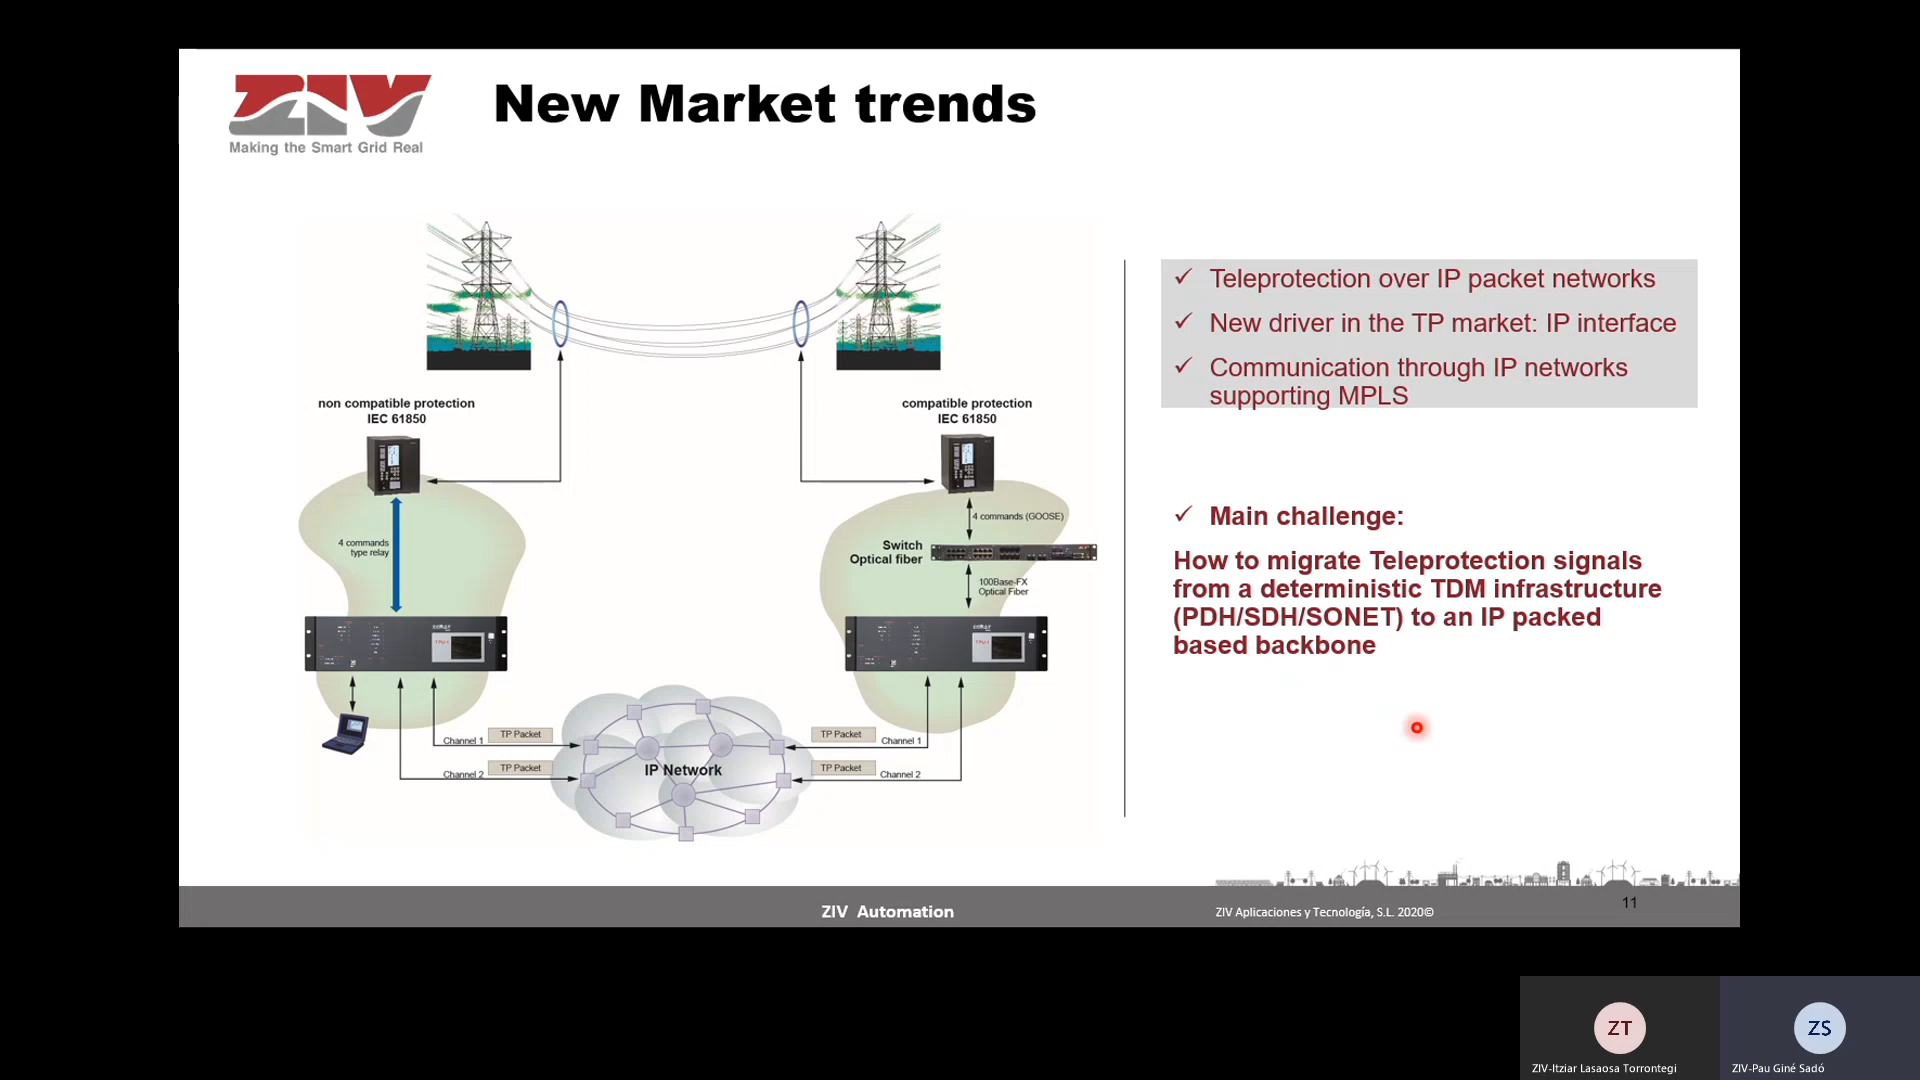 ZIV
Making the Smart Grid Real
New Market trends
non compatible protection
IEC 61850
compatible protection
IEC 61850
4 commands
type relay
4 commands (GOOSE)
Switch
Optical fiber
100Base-FX
Optical Fiber
TPU-1
TPU-1
Channel 1
TP Packet
TP Packet
Channel 1
Channel 2
TP Packet
IP Network
TP Packet
Channel 2
✓ Teleprotection over IP packet networks
✓ New driver in the TP market: IP interface
✓ Communication through IP networks
supporting MPLS
✓ Main challenge:
How to migrate Teleprotection signals
from a deterministic TDM infrastructure
(PDH/SDH/SONET) to an IP packed
based backbone
ZIV Automation
ZIV Aplicaciones y Tecnología, S.L. 2020©
11
ZT
ZIV-Itziar Lasaosa Torrontegi
ZS
ZIV-Pau Giné Sadó